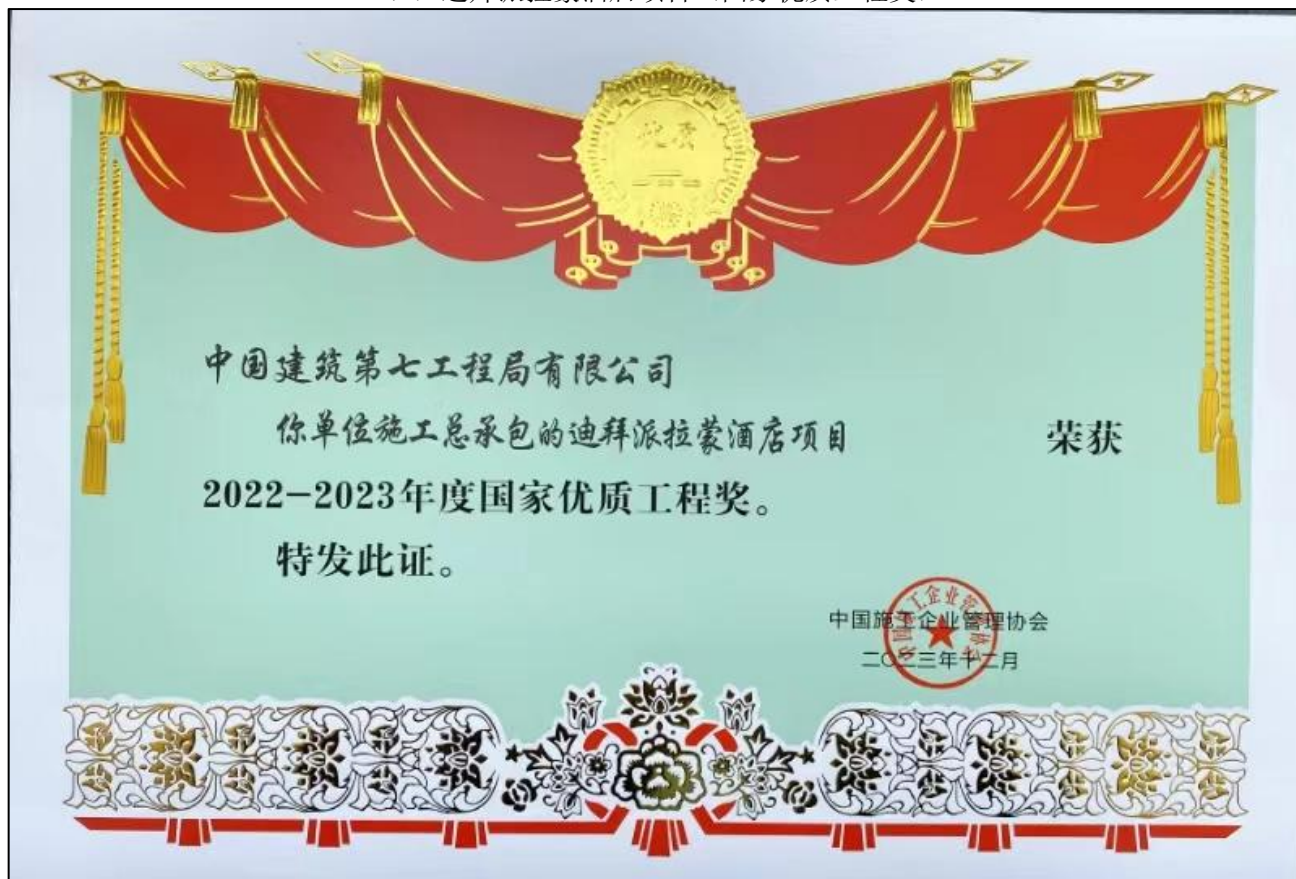 优质
中国建筑第七工程局有限公司
你单位施工总承包的迪拜派拉蒙酒店项目 荣获
2022-2023年度国家优质工程奖。
特发此证。
中国施工企业管理协会
二〇二三年十二月